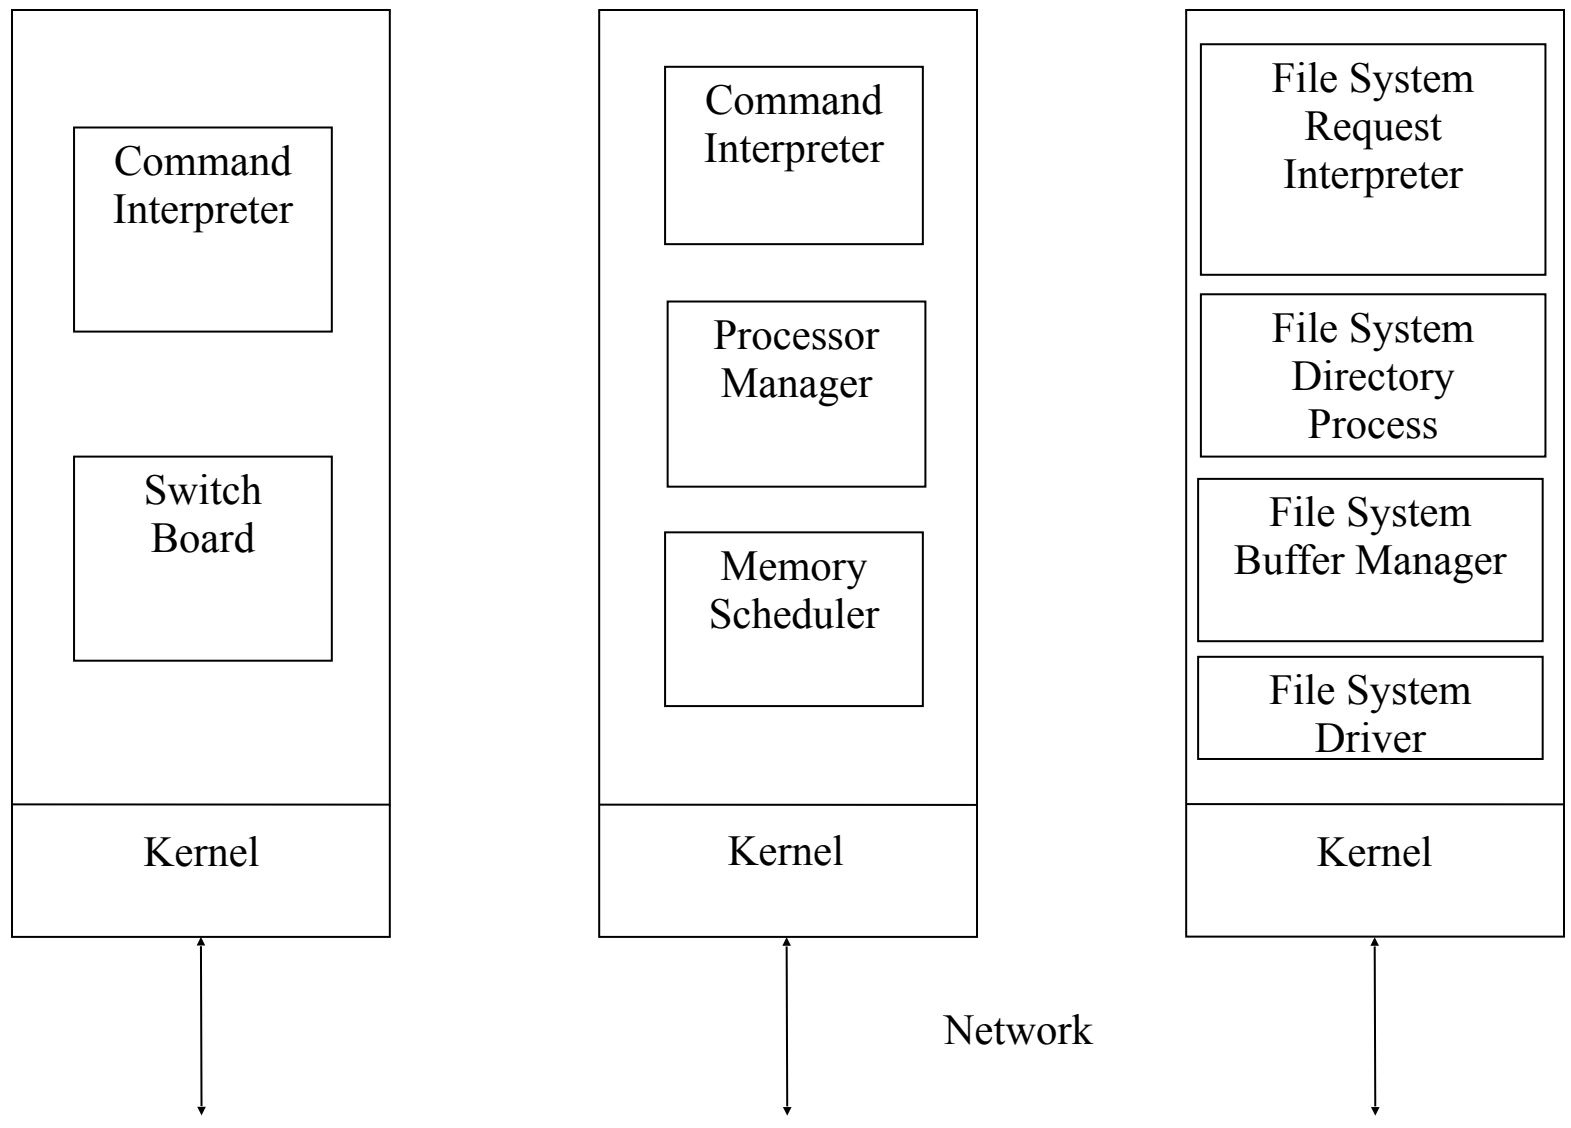 Command
Interpreter
Switch
Board
Kernel
Command
Interpreter
Processor
Manager
Memory
Scheduler
Kernel
File System
Request
Interpreter
File System
Directory
Process
File System
Buffer Manager
File System
Driver
Kernel
Network